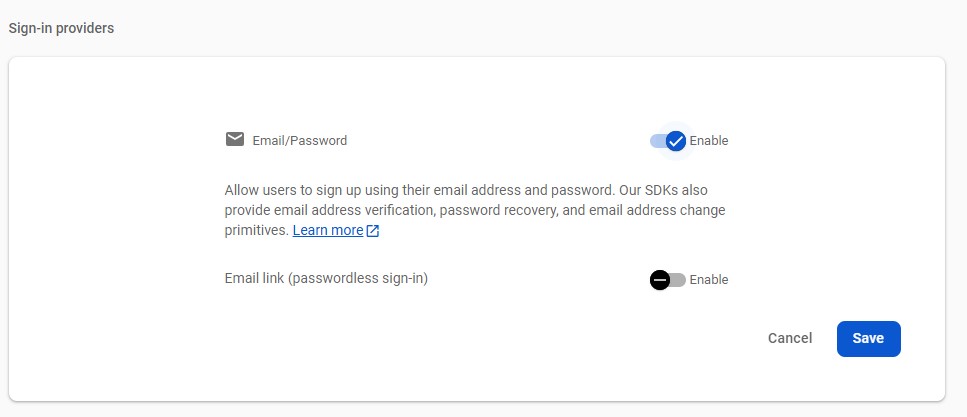 Sign-in providers
Email/Password
Enable
Allow users to sign up using their email address and password. Our SDKs also
provide email address verification, password recovery, and email address change
primitives. Learn more
Email link (passwordless sign-in)
Enable
Cancel
Save